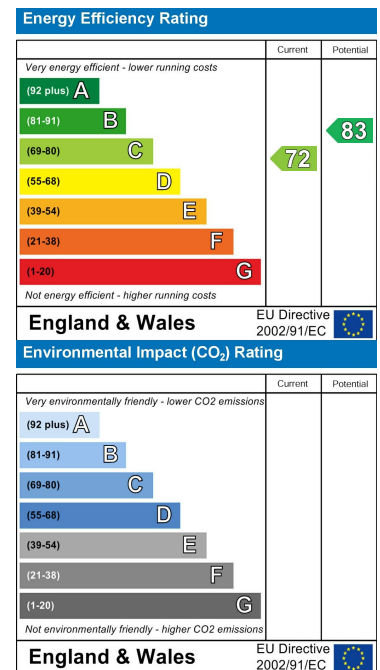 Energy Efficiency Rating
Current Potential
Very energy efficient - lower running costs
(92 plus) A
(81-91) B
83
(69-80) C
72
(55-68) D
(39-54) E
(21-38) F
(1-20) G
Not energy efficient - higher running costs
England & Wales
EU Directive
2002/91/EC
Environmental Impact (CO₂) Rating
Current Potential
Very environmentally friendly - lower CO2 emissions
(92 plus) A
(81-91) B
(69-80) C
(55-68) D
(39-54) E
(21-38) F
(1-20) G
Not environmentally friendly - higher CO2 emissions
England & Wales
EU Directive
2002/91/EC